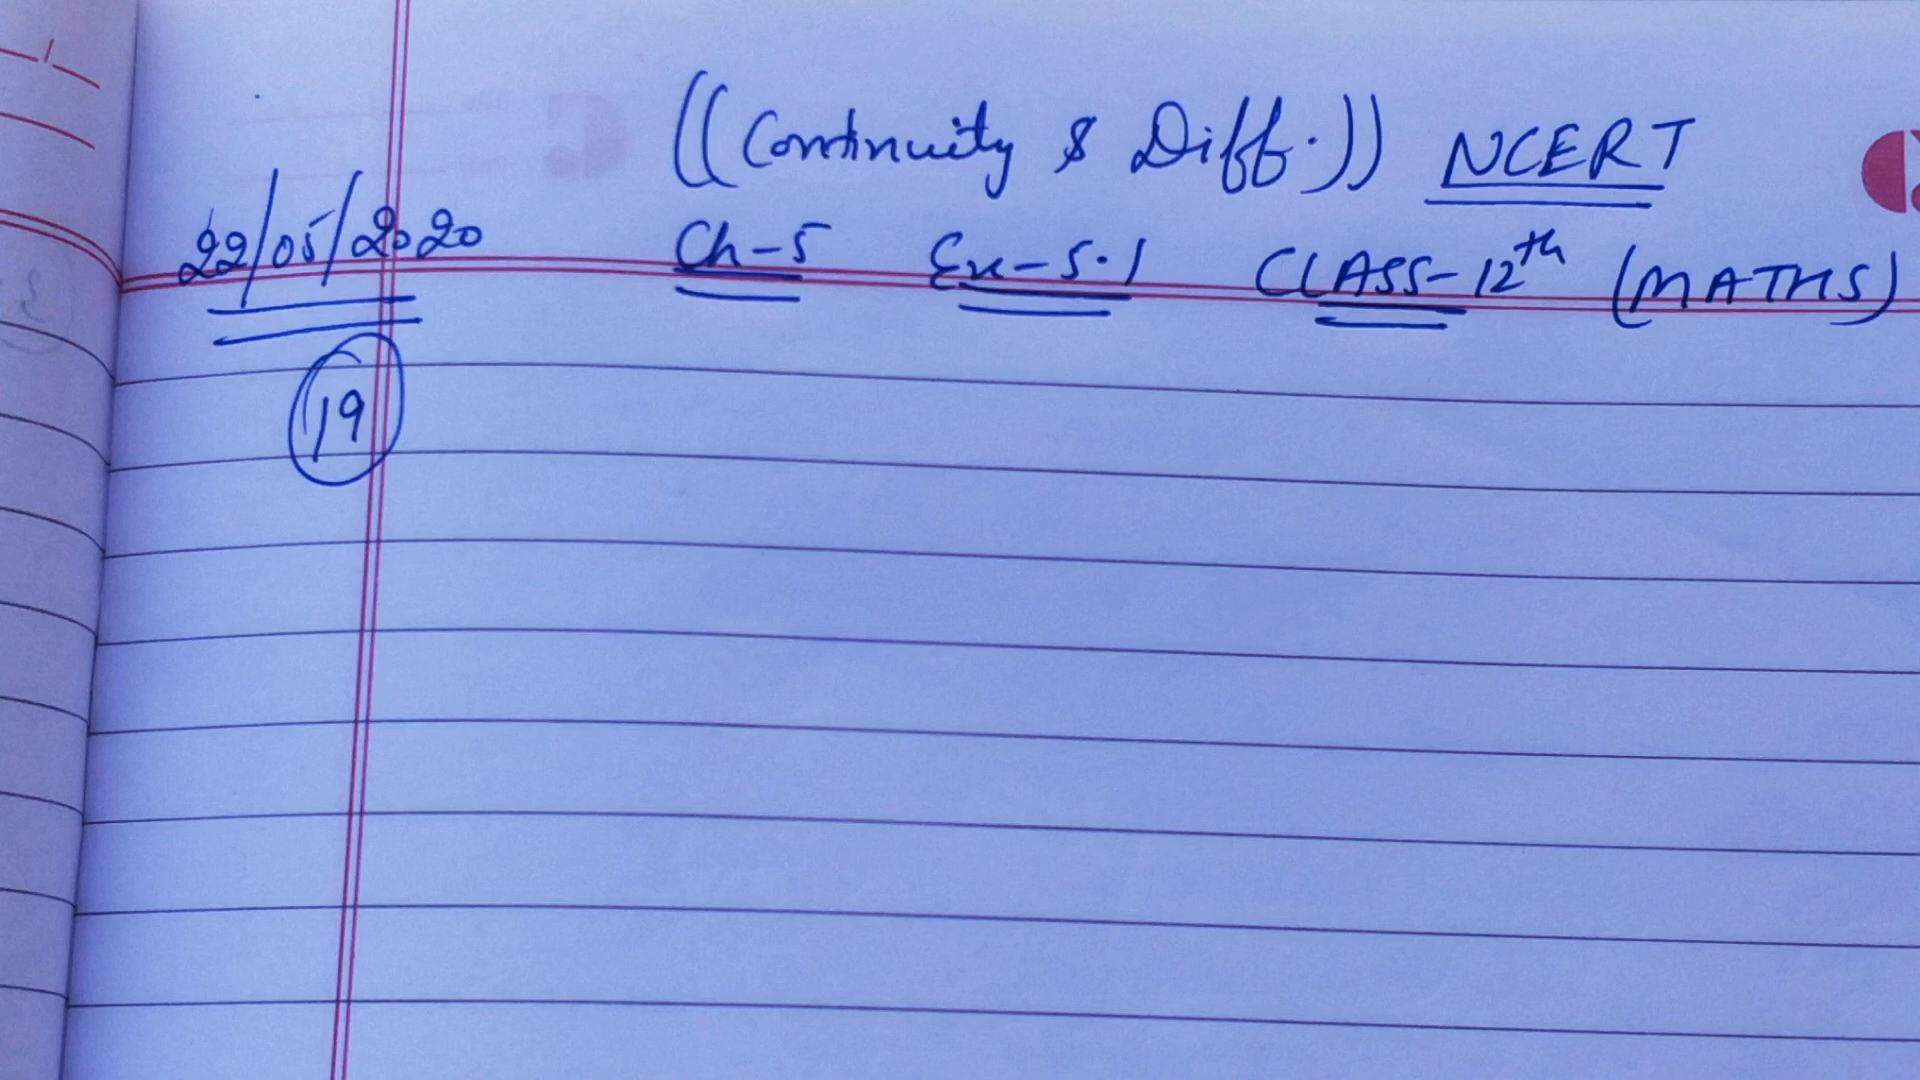 ((Continuity & Diff.)) NCERT
22/05/2020 Ch-5 Ex-5.1 CLASS-12th (MATHS)
19